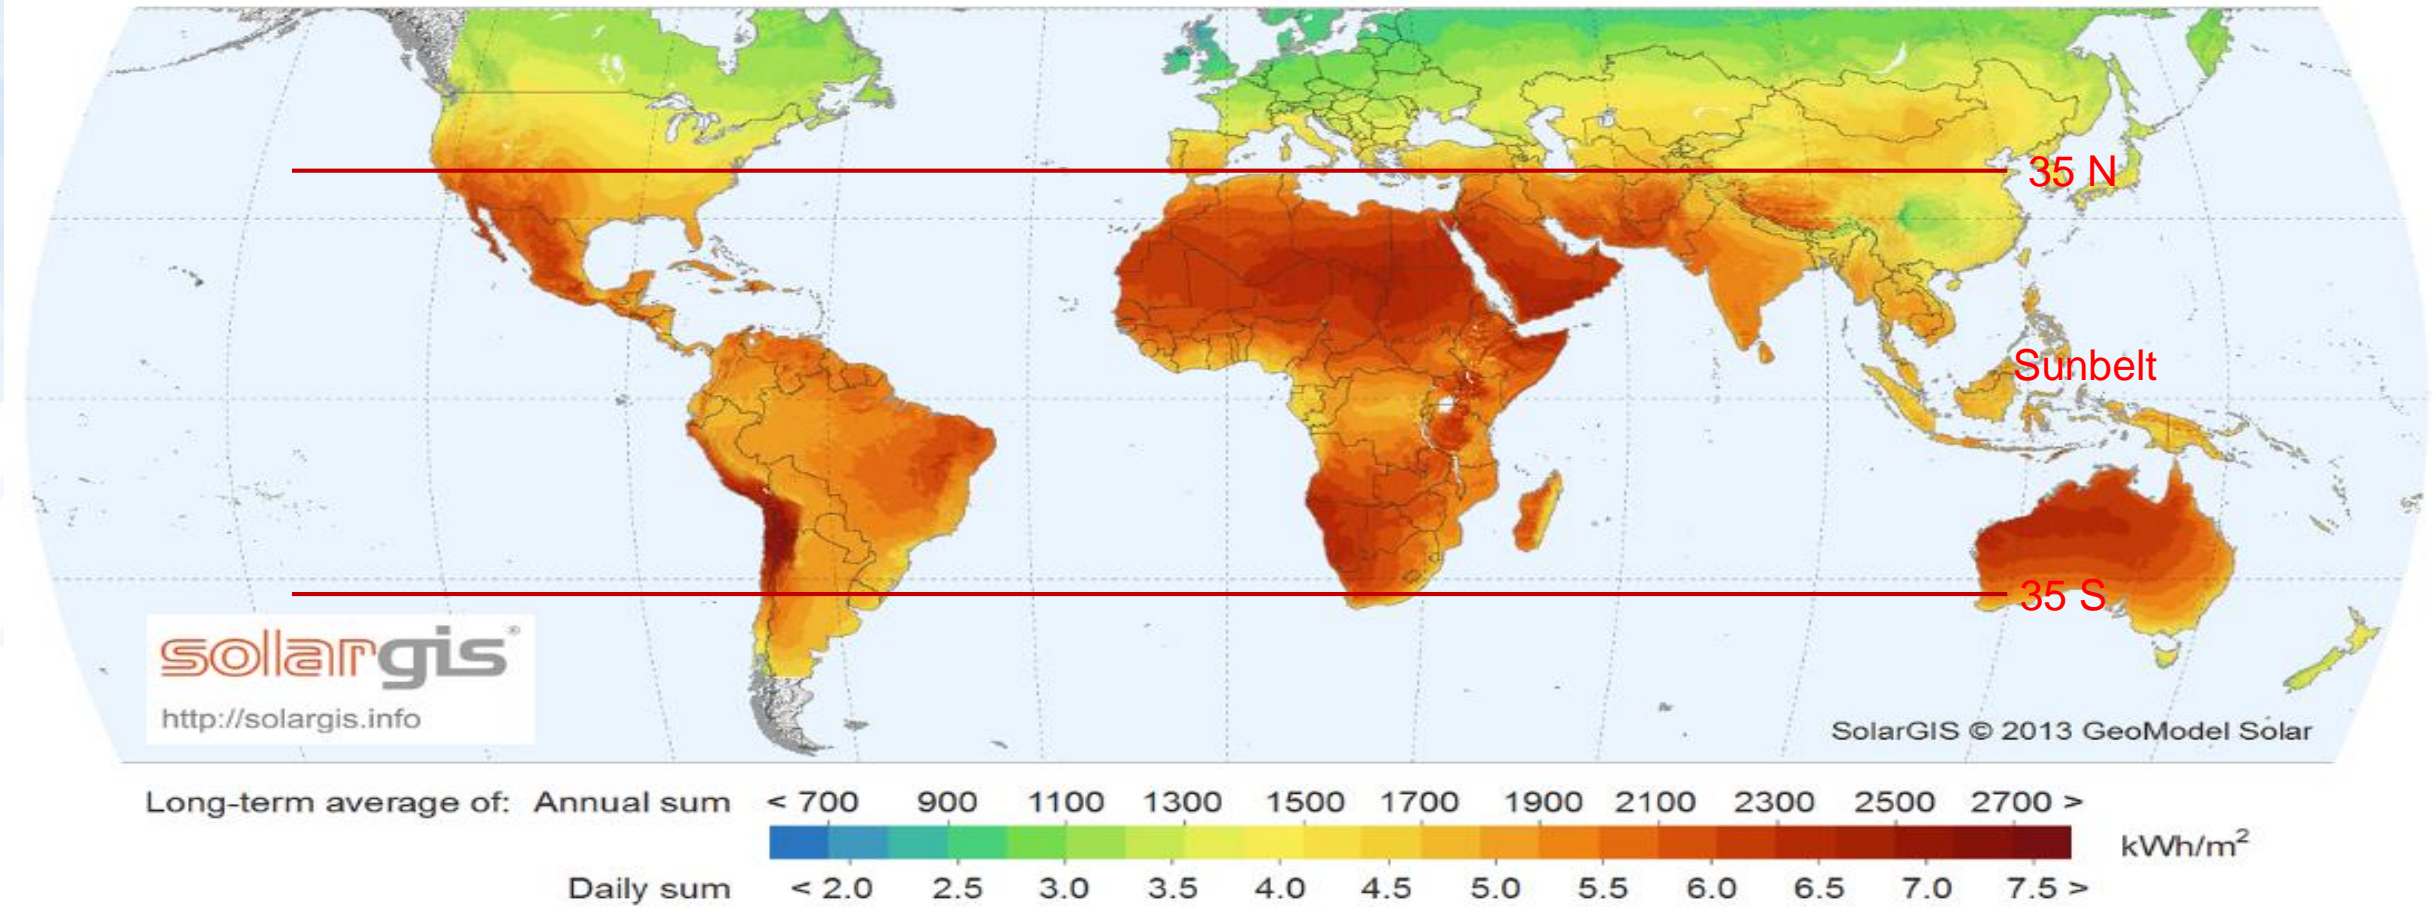 35 N
Sunbelt
35 S
solargis®
http://solargis.info
SolarGIS © 2013 GeoModel Solar
Long-term average of: Annual sum < 700 900 1100 1300 1500 1700 1900 2100 2300 2500 2700 >
kWh/m²
Daily sum < 2.0 2.5 3.0 3.5 4.0 4.5 5.0 5.5 6.0 6.5 7.0 7.5 >